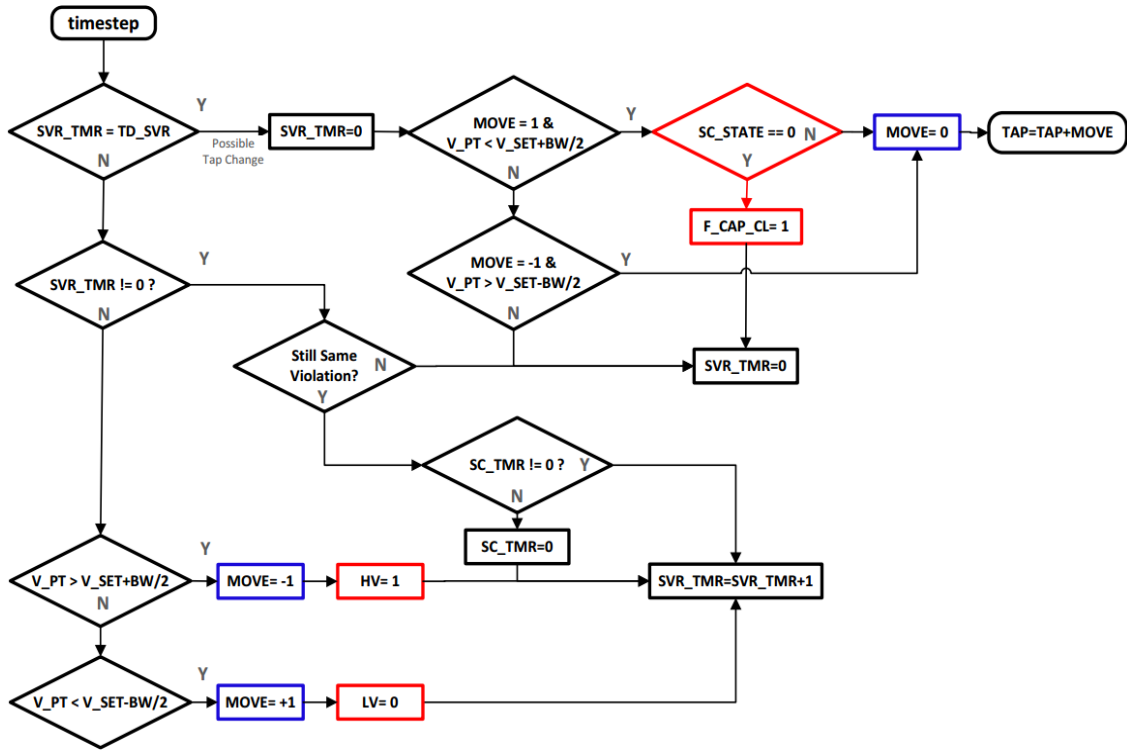 timestep
SVR_TMR = TD_SVR
Y
N
Possible
Tap Change
SVR_TMR=0
MOVE = 1 &
V_PT < V_SET+BW/2
Y
N
SC_STATE == 0
N
Y
MOVE= 0
TAP=TAP+MOVE
F_CAP_CL= 1
MOVE = -1 &
V_PT > V_SET-BW/2
Y
N
SVR_TMR != 0 ?
Y
N
Still Same
Violation?
N
Y
SVR_TMR=0
SC_TMR != 0 ?
Y
N
SC_TMR=0
V_PT > V_SET+BW/2
Y
N
MOVE= -1
HV= 1
SVR_TMR=SVR_TMR+1
V_PT < V_SET-BW/2
Y
MOVE= +1
LV= 0